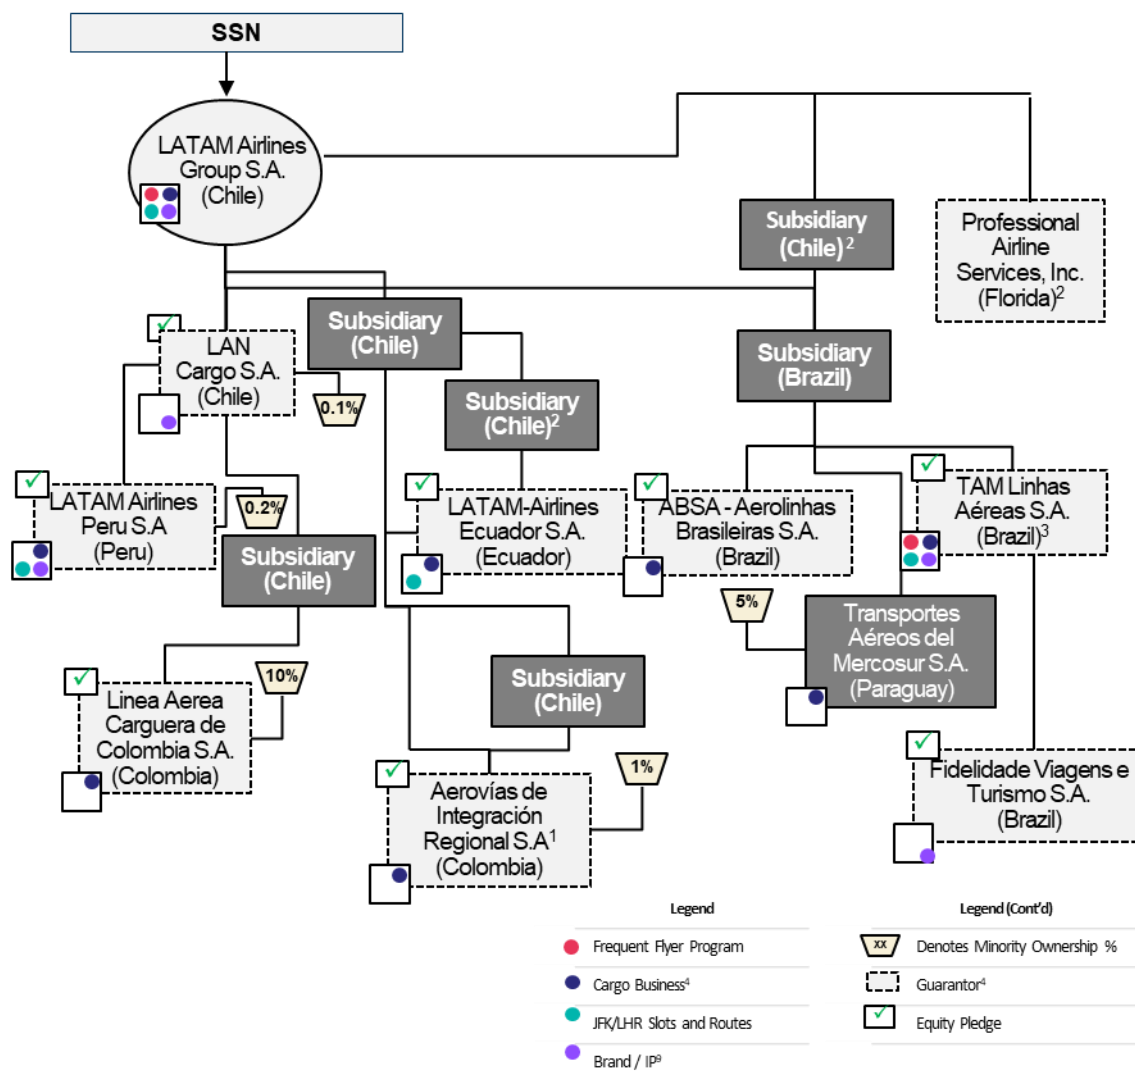 SSN
LATAM Airlines
Group S.A.
(Chile)
Subsidiary
(Chile)2
Professional
Airline
Services, Inc.
(Florida)2
Subsidiary
(Chile)
LAN
Cargo S.A.
(Chile)
0.1%
Subsidiary
(Brazil)
Subsidiary
(Chile)2
LATAM Airlines
Peru S.A
(Peru)
0.2%
LATAM-Airlines
Ecuador S.A.
(Ecuador)
ABSA - Aerolinhas
Brasileiras S.A.
(Brazil)
TAM Linhas
Aéreas S.A.
(Brazil)3
Subsidiary
(Chile)
5%
Transportes
Aéreos del
Mercosur S.A.
(Paraguay)
10%
Linea Aerea
Carguera de
Colombia S.A.
(Colombia)
Subsidiary
(Chile)
1%
Aerovías de
Integración
Regional S.A1
(Colombia)
Fidelidade Viagens e
Turismo S.A.
(Brazil)
Legend
Frequent Flyer Program
Cargo Business4
JFK/LHR Slots and Routes
Brand / IP9
Legend (Cont'd)
xx
Denotes Minority Ownership %
Guarantor4
Equity Pledge